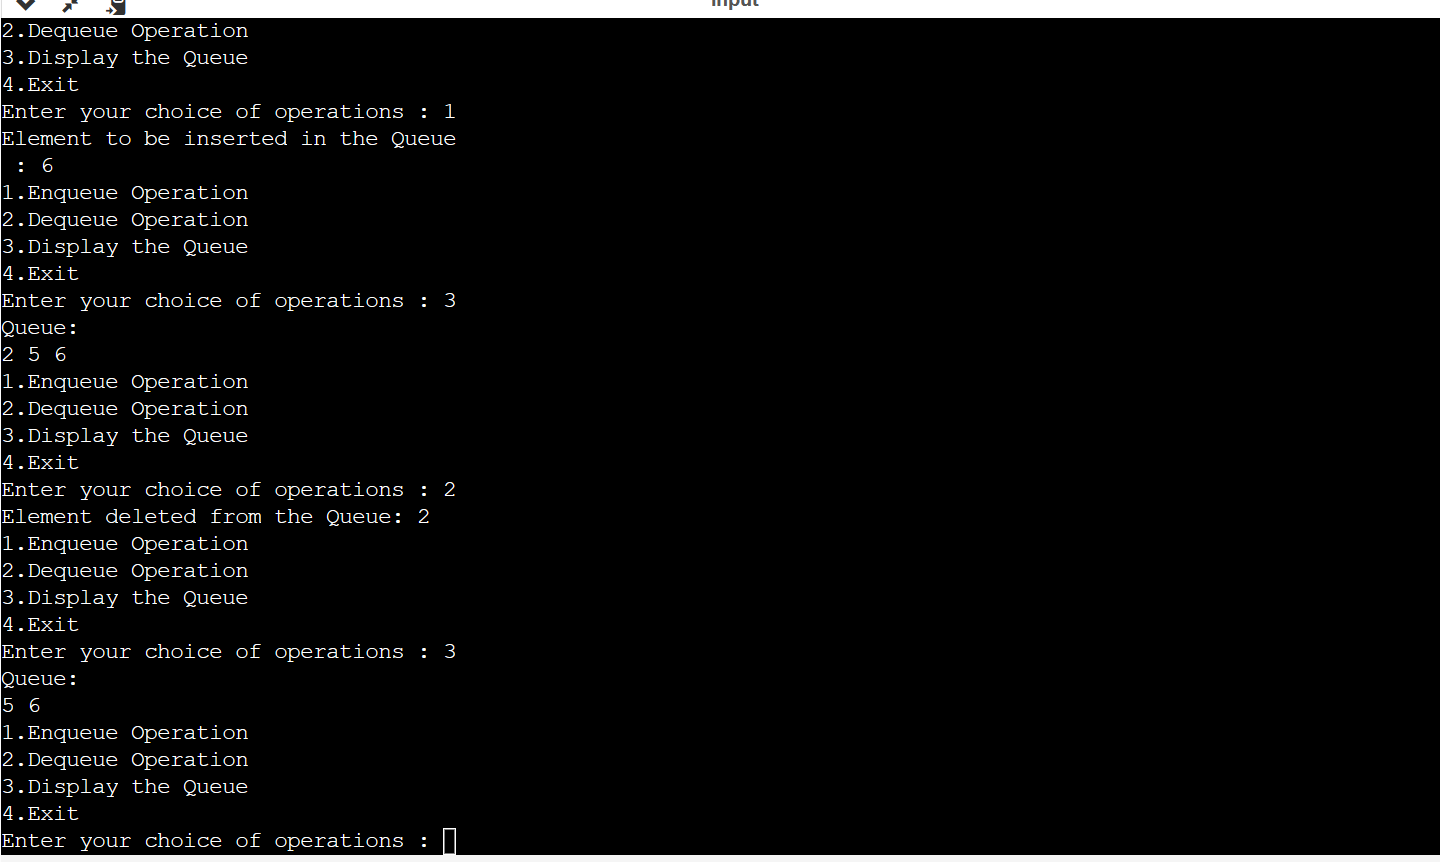 input
2.Dequeue Operation
3.Display the Queue
4.Exit
Enter your choice of operations : 1
Element to be inserted in the Queue
 : 6
1.Enqueue Operation
2.Dequeue Operation
3.Display the Queue
4.Exit
Enter your choice of operations : 3
Queue:
2 5 6
1.Enqueue Operation
2.Dequeue Operation
3.Display the Queue
4.Exit
Enter your choice of operations : 2
Element deleted from the Queue: 2
1.Enqueue Operation
2.Dequeue Operation
3.Display the Queue
4.Exit
Enter your choice of operations : 3
Queue:
5 6
1.Enqueue Operation
2.Dequeue Operation
3.Display the Queue
4.Exit
Enter your choice of operations :